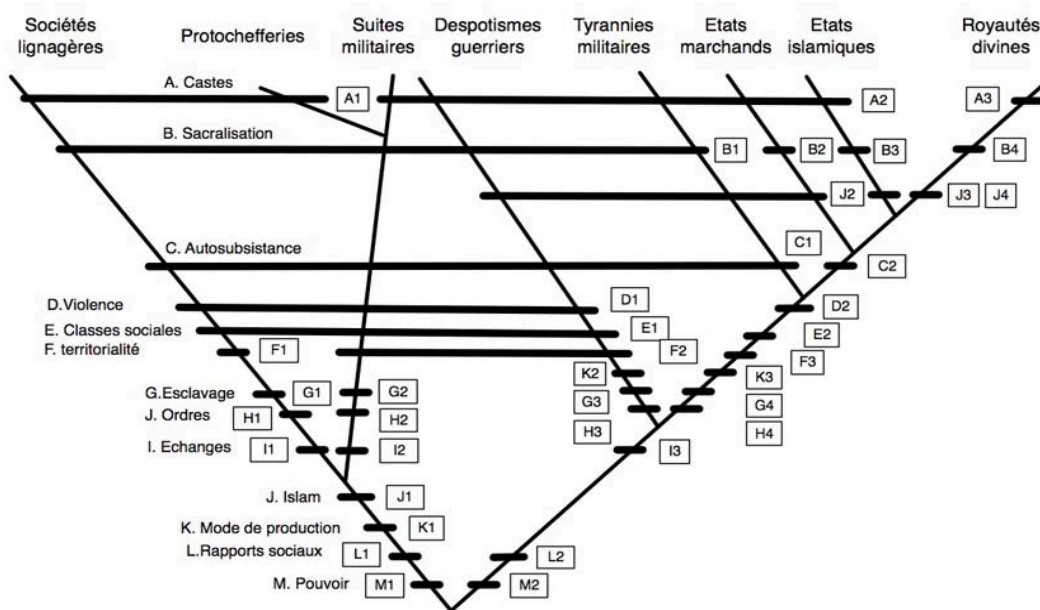 Sociétés
lignagères
Protochefferies
Suites
militaires
Despotismes
guerriers
Tyrannies
militaires
Etats
marchands
Etats
islamiques
Royautés
divines
A. Castes
A1
A2
A3
B. Sacralisation
B1
B2
B3
B4
J2
J3
J4
C. Autosubsistance
C1
C2
D.Violence
D1
D2
E. Classes sociales
E1
E2
F. territorialité
F1
F2
F3
K2
K3
G.Esclavage
G1
G2
G3
G4
J. Ordres
H1
H2
H3
H4
I. Echanges
I1
I2
I3
J. Islam
J1
K. Mode de production
K1
L.Rapports sociaux
L1
L2
M. Pouvoir
M1
M2